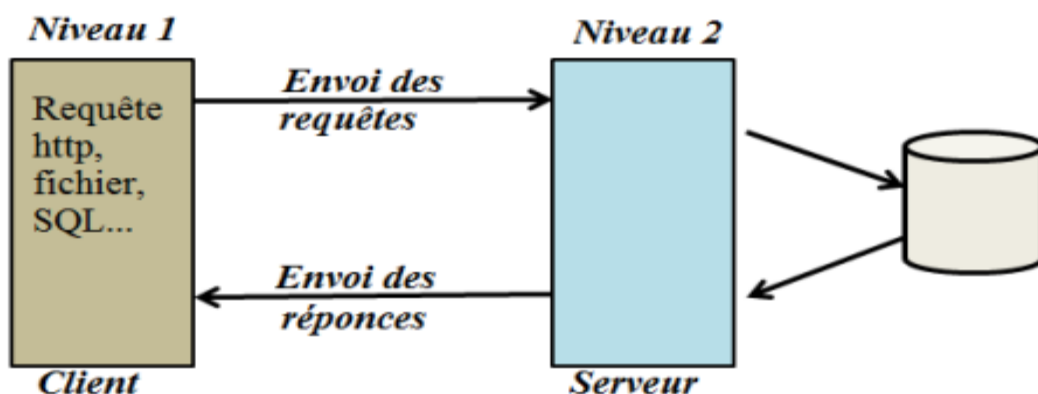 Niveau 1
Niveau 2
Requête
http,
fichier,
SQL...
Envoi des
requêtes
Envoi des
réponces
Client
Serveur